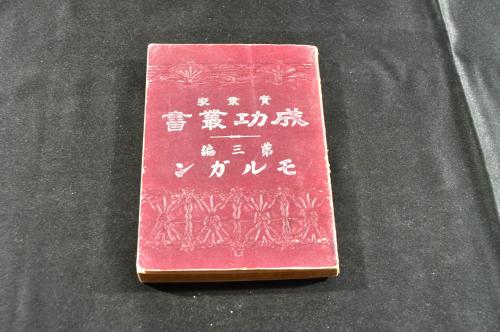 實業家
成功叢書
第三編
モルガン